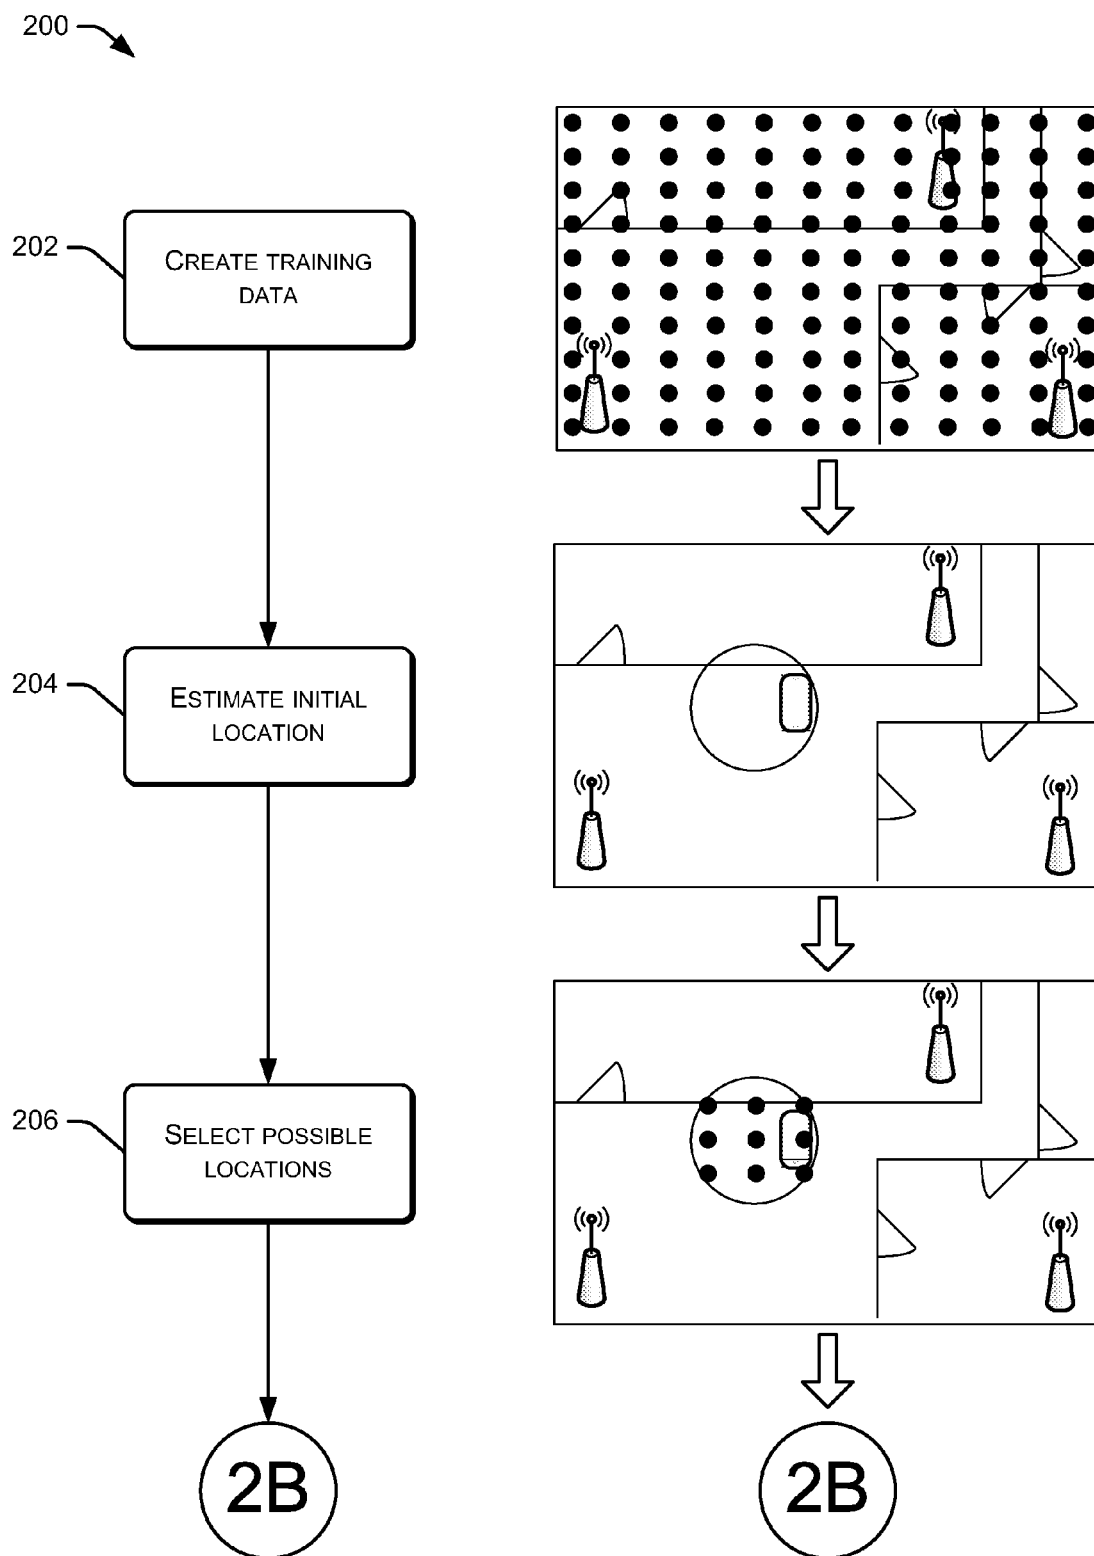 200
202
CREATE TRAINING
DATA
204
ESTIMATE INITIAL
LOCATION
206
SELECT POSSIBLE
LOCATIONS
2B
2B